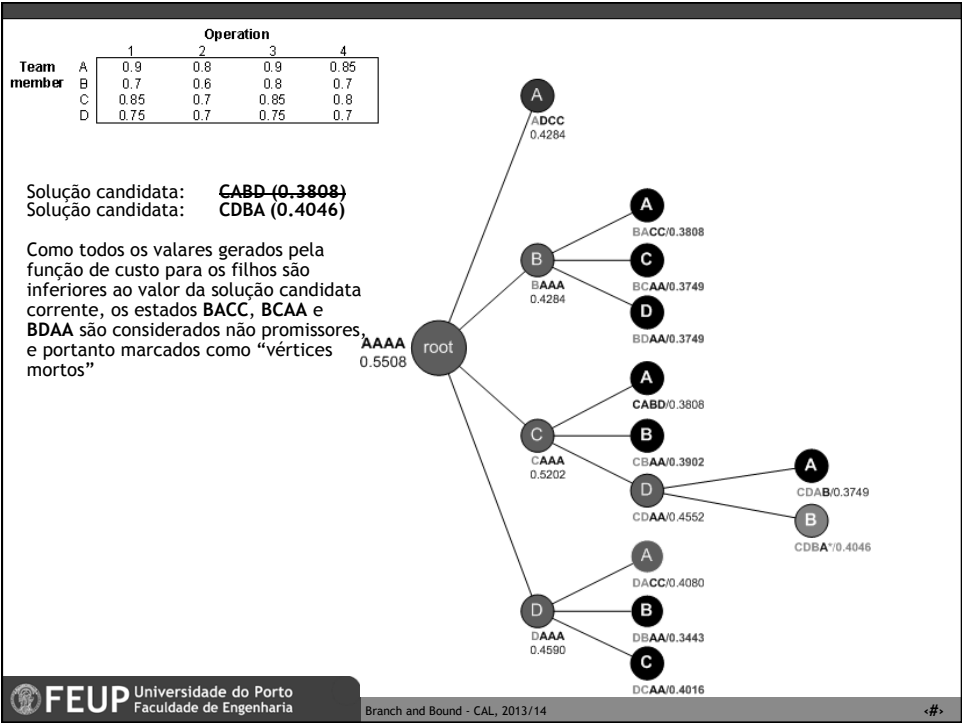 Operation
1 2 3 4
Team member
A 0.9 0.8 0.9 0.85
B 0.7 0.6 0.8 0.7
C 0.85 0.7 0.85 0.8
D 0.75 0.7 0.75 0.7
Solução candidata: CABD (0.3808)
Solução candidata: CDBA (0.4046)
Como todos os valares gerados pela
função de custo para os filhos são
inferiores ao valor da solução candidata
corrente, os estados BACC, BCAA e
BDAA são considerados não promissores,
e portanto marcados como “vértices
mortos”
AAAA
0.5508
root
A
ADCC
0.4284
B
BAAA
0.4284
A
BACC/0.3808
C
BCAA/0.3749
D
BDAA/0.3749
C
CAAA
0.5202
A
CABD/0.3808
B
CBAA/0.3902
D
CDAA/0.4552
A
CDAB/0.3749
B
CDBA*/0.4046
D
DAAA
0.4590
A
DACC/0.4080
B
DBAA/0.3443
C
DCAA/0.4016
FEUP Universidade do Porto
Faculdade de Engenharia
Branch and Bound - CAL, 2013/14
‹#›